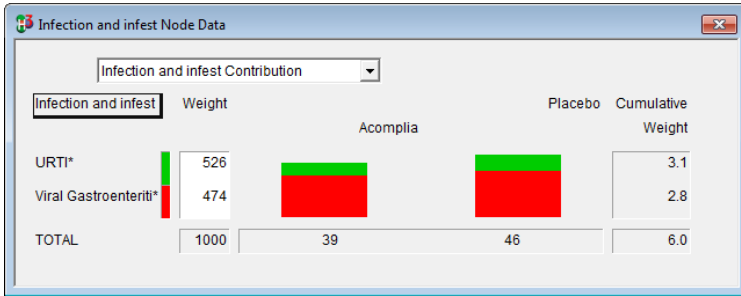 Infection and infest Node Data
Infection and infest Contribution
Infection and infest Weight Placebo Cumulative
Acomplia Weight
URTI* 526 3.1
Viral Gastroenteriti* 474 2.8
TOTAL 1000 39 46 6.0